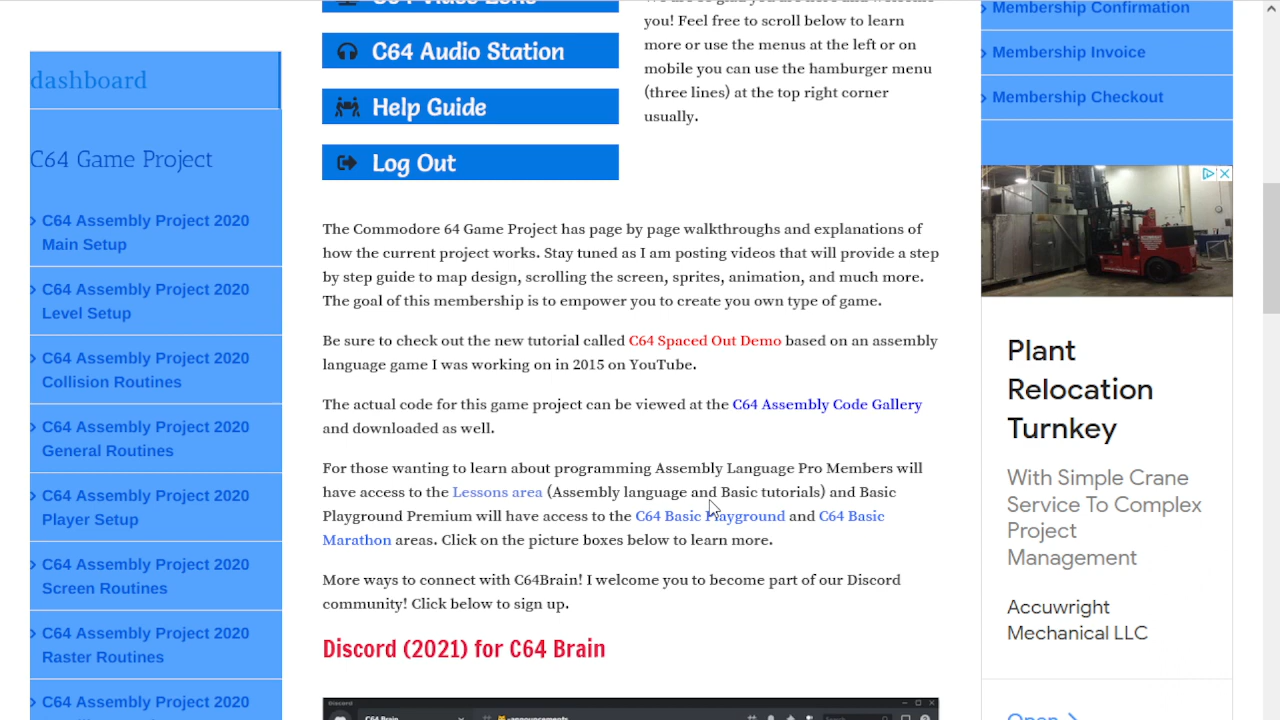 dashboard
C64 Game Project
C64 Assembly Project 2020
Main Setup
C64 Assembly Project 2020
Level Setup
C64 Assembly Project 2020
Collision Routines
C64 Assembly Project 2020
General Routines
C64 Assembly Project 2020
Player Setup
C64 Assembly Project 2020
Screen Routines
C64 Assembly Project 2020
Raster Routines
C64 Assembly Project 2020
C64 Video Zone
C64 Audio Station
Help Guide
Log Out
you! Feel free to scroll below to learn
more or use the menus at the left or on
mobile you can use the hamburger menu
(three lines) at the top right corner
usually.
The Commodore 64 Game Project has page by page walkthroughs and explanations of
how the current project works. Stay tuned as I am posting videos that will provide a step
by step guide to map design, scrolling the screen, sprites, animation, and much more.
The goal of this membership is to empower you to create you own type of game.
Be sure to check out the new tutorial called C64 Spaced Out Demo based on an assembly
language game I was working on in 2015 on YouTube.
The actual code for this game project can be viewed at the C64 Assembly Code Gallery
and downloaded as well.
For those wanting to learn about programming Assembly Language Pro Members will
have access to the Lessons area (Assembly language and Basic tutorials) and Basic
Playground Premium will have access to the C64 Basic Playground and C64 Basic
Marathon areas. Click on the picture boxes below to learn more.
More ways to connect with C64Brain! I welcome you to become part of our Discord
community! Click below to sign up.
Discord (2021) for C64 Brain
Discord
C64 Brain
announcements
Search
Membership Confirmation
Membership Invoice
Membership Checkout
Plant
Relocation
Turnkey
With Simple Crane
Service To Complex
Project
Management
Accuwright
Mechanical LLC
Open